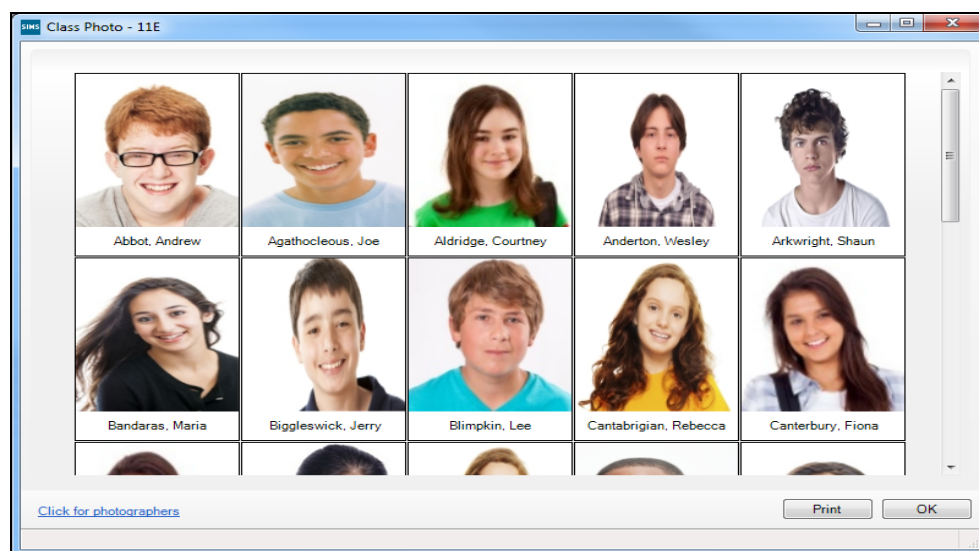 SIMS Class Photo - 11E
Abbot, Andrew Agathocleous, Joe Aldridge, Courtney Anderton, Wesley Arkwright, Shaun
Bandaras, Maria Biggleswick, Jerry Blimpkin, Lee Cantabrigian, Rebecca Canterbury, Fiona
Click for photographers Print OK